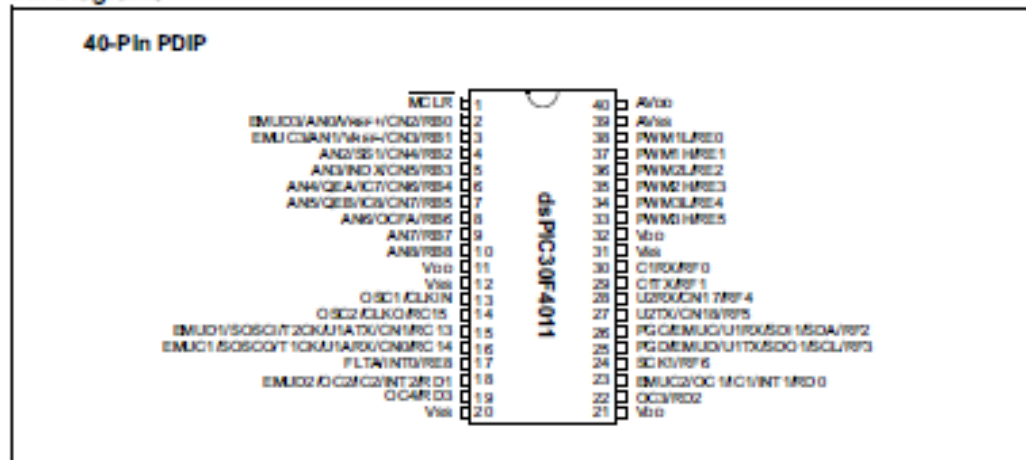 40-Pin PDIP
MCLR 1 40 AVDD
EMUD3/AN0/VREF+/CN2/RB0 2 39 AVSS
EMUC3/AN1/VREF-/CN3/RB1 3 38 PWM1L/RE0
AN2/SS1/CN4/RB2 4 37 PWM1H/RE1
AN3/INDX/CN5/RB3 5 36 PWM2L/RE2
AN4/QEA/IC7/CN6/RB4 6 35 PWM2H/RE3
AN5/QEB/IC8/CN7/RB5 7 34 PWM3L/RE4
AN6/OCFA/RB6 8 33 PWM3H/RE5
AN7/RB7 9 32 VDD
AN8/RB8 10 31 VSS
VDD 11 30 C1RX/RF0
VSS 12 29 C1TX/RF1
OSC1/CLKIN 13 28 U2RX/CN17/RF4
OSC2/CLKO/RC15 14 27 U2TX/CN18/RF5
EMUD1/SOSCI/T2CK/U1ATX/CN1/RC13 15 26 PGC/EMUC/U1RX/SDI1/SDA/RF2
EMUC1/SOSCO/T1CK/U1ARX/CN0/RC14 16 25 PGD/EMUD/U1TX/SDO1/SCL/RF3
FLTA/INT0/RE8 17 24 SCK1/RF6
EMUD2/OC2/IC2/INT2/RD1 18 23 EMUC2/OC1/IC1/INT1/RD0
OC4/RD3 19 22 OC3/RD2
VSS 20 21 VDD
dsPIC30F4011